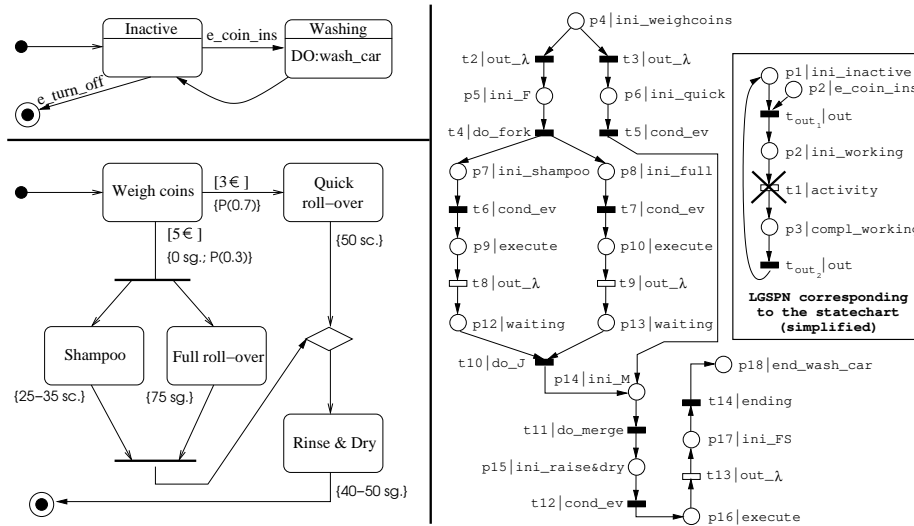 Inactive
e_coin_ins
Washing
DO:wash_car
e_turn_off
Weigh coins
[3€ ]
{P(0.7)}
Quick
roll–over
[5€ ]
{0 sg.; P(0.3)}
{50 sc.}
Shampoo
Full roll–over
{25–35 sc.}
{75 sg.}
Rinse & Dry
{40–50 sg.}
p4|ini_weighcoins
t2|out_λ
t3|out_λ
p5|ini_F
p6|ini_quick
t4|do_fork
t5|cond_ev
p7|ini_shampoo
p8|ini_full
t6|cond_ev
t7|cond_ev
p9|execute
p10|execute
t8|out_λ
t9|out_λ
p12|waiting
p13|waiting
t10|do_J
p14|ini_M
t11|do_merge
p15|ini_raise&dry
t12|cond_ev
p16|execute
t13|out_λ
p17|ini_FS
t14|ending
p18|end_wash_car
p1|ini_inactive
p2|e_coin_ins
tout1|out
p2|ini_working
t1|activity
p3|compl_working
tout2|out
LGSPN corresponding
to the statechart
(simplified)